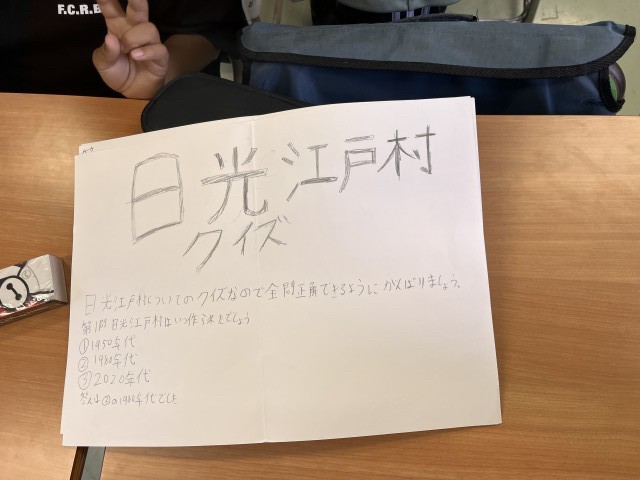 F.C.R.B
日光江戸村
クイズ
日光江戸村についてのクイズなので全問正解できるようにがんばりましょう。
第1問 日光江戸村はいつ作られたでしょう
①1950年代
②1980年代
③2020年代
答えは②の1980年代でした